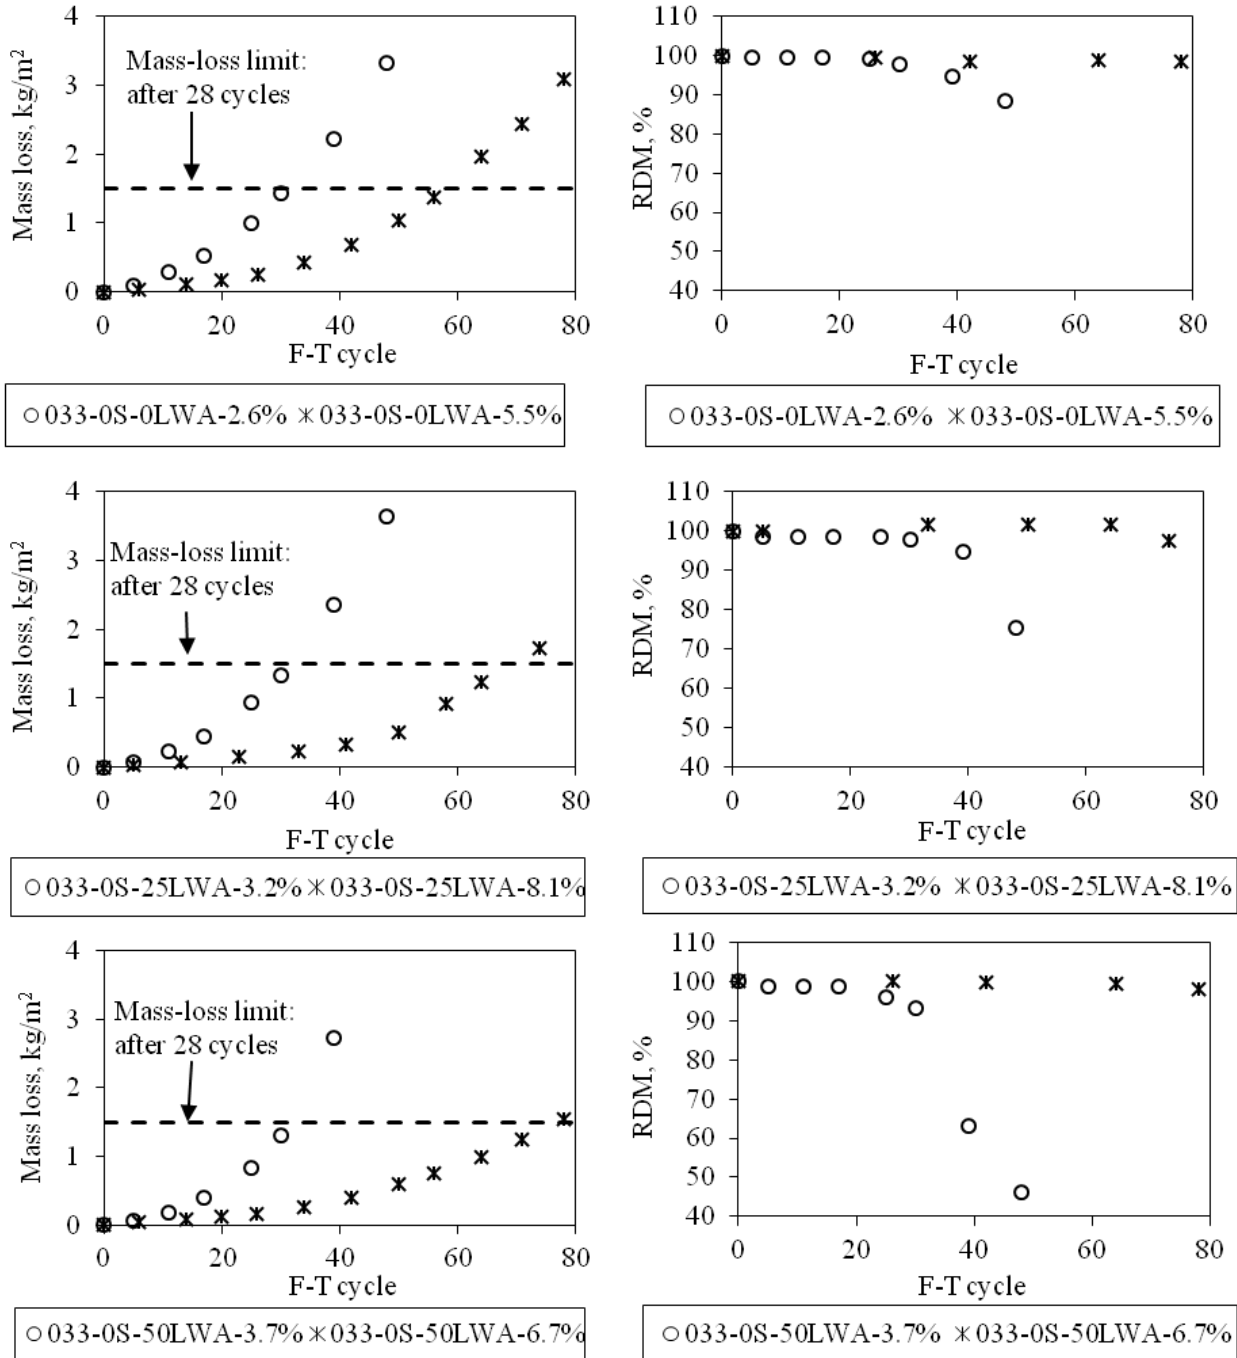 4
3
2
1
0
Mass loss, kg/m²
Mass-loss limit:
after 28 cycles
0 20 40 60 80
F-T cycle
○ 033-0S-0LWA-2.6% ✳ 033-0S-0LWA-5.5%
110
100
90
80
70
60
50
40
RDM, %
0 20 40 60 80
F-T cycle
○ 033-0S-0LWA-2.6% ✳ 033-0S-0LWA-5.5%
4
3
2
1
0
Mass loss, kg/m²
Mass-loss limit:
after 28 cycles
0 20 40 60 80
F-T cycle
○ 033-0S-25LWA-3.2% ✳ 033-0S-25LWA-8.1%
110
100
90
80
70
60
50
40
RDM, %
0 20 40 60 80
F-T cycle
○ 033-0S-25LWA-3.2% ✳ 033-0S-25LWA-8.1%
4
3
2
1
0
Mass loss, kg/m²
Mass-loss limit:
after 28 cycles
0 20 40 60 80
F-T cycle
○ 033-0S-50LWA-3.7% ✳ 033-0S-50LWA-6.7%
110
100
90
80
70
60
50
40
RDM, %
0 20 40 60 80
F-T cycle
○ 033-0S-50LWA-3.7% ✳ 033-0S-50LWA-6.7%